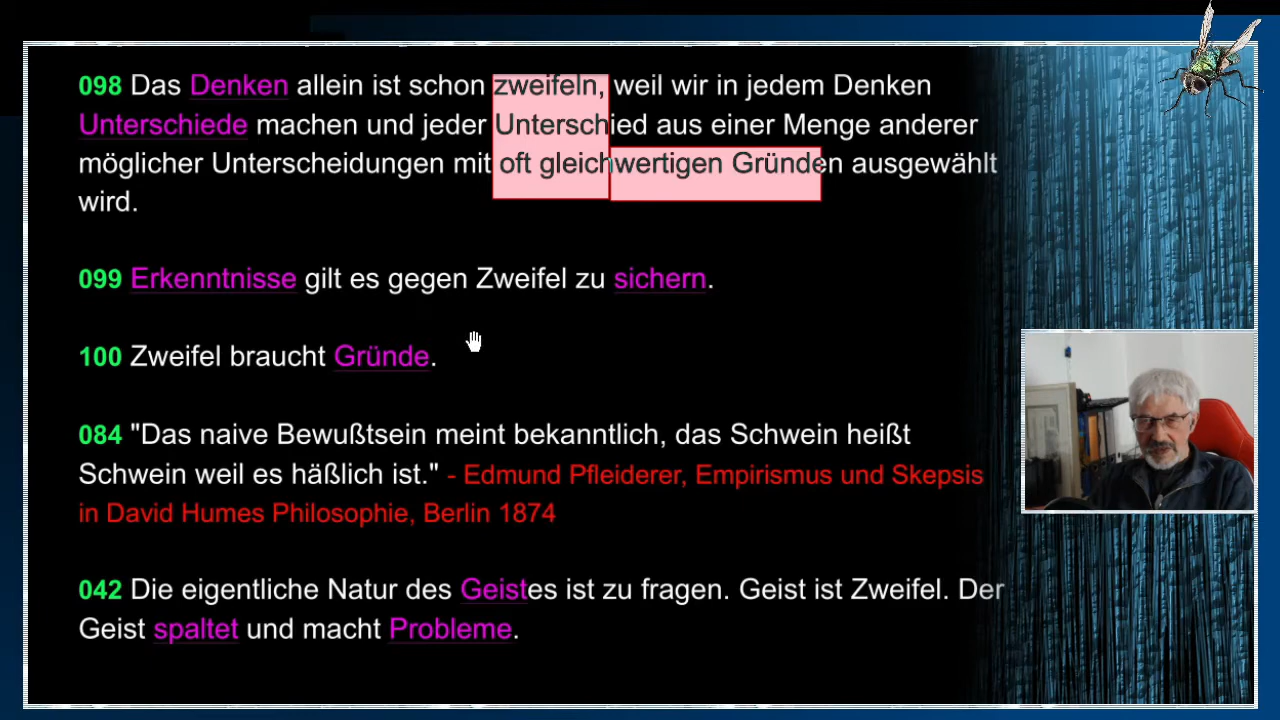 098 Das Denken allein ist schon zweifeln, weil wir in jedem Denken
Unterschiede machen und jeder Unterschied aus einer Menge anderer
möglicher Unterscheidungen mit oft gleichwertigen Gründen ausgewählt
wird.
099 Erkenntnisse gilt es gegen Zweifel zu sichern.
100 Zweifel braucht Gründe.
084 "Das naive Bewußtsein meint bekanntlich, das Schwein heißt
Schwein weil es häßlich ist." - Edmund Pfleiderer, Empirismus und Skepsis
in David Humes Philosophie, Berlin 1874
042 Die eigentliche Natur des Geistes ist zu fragen. Geist ist Zweifel. Der
Geist spaltet und macht Probleme.